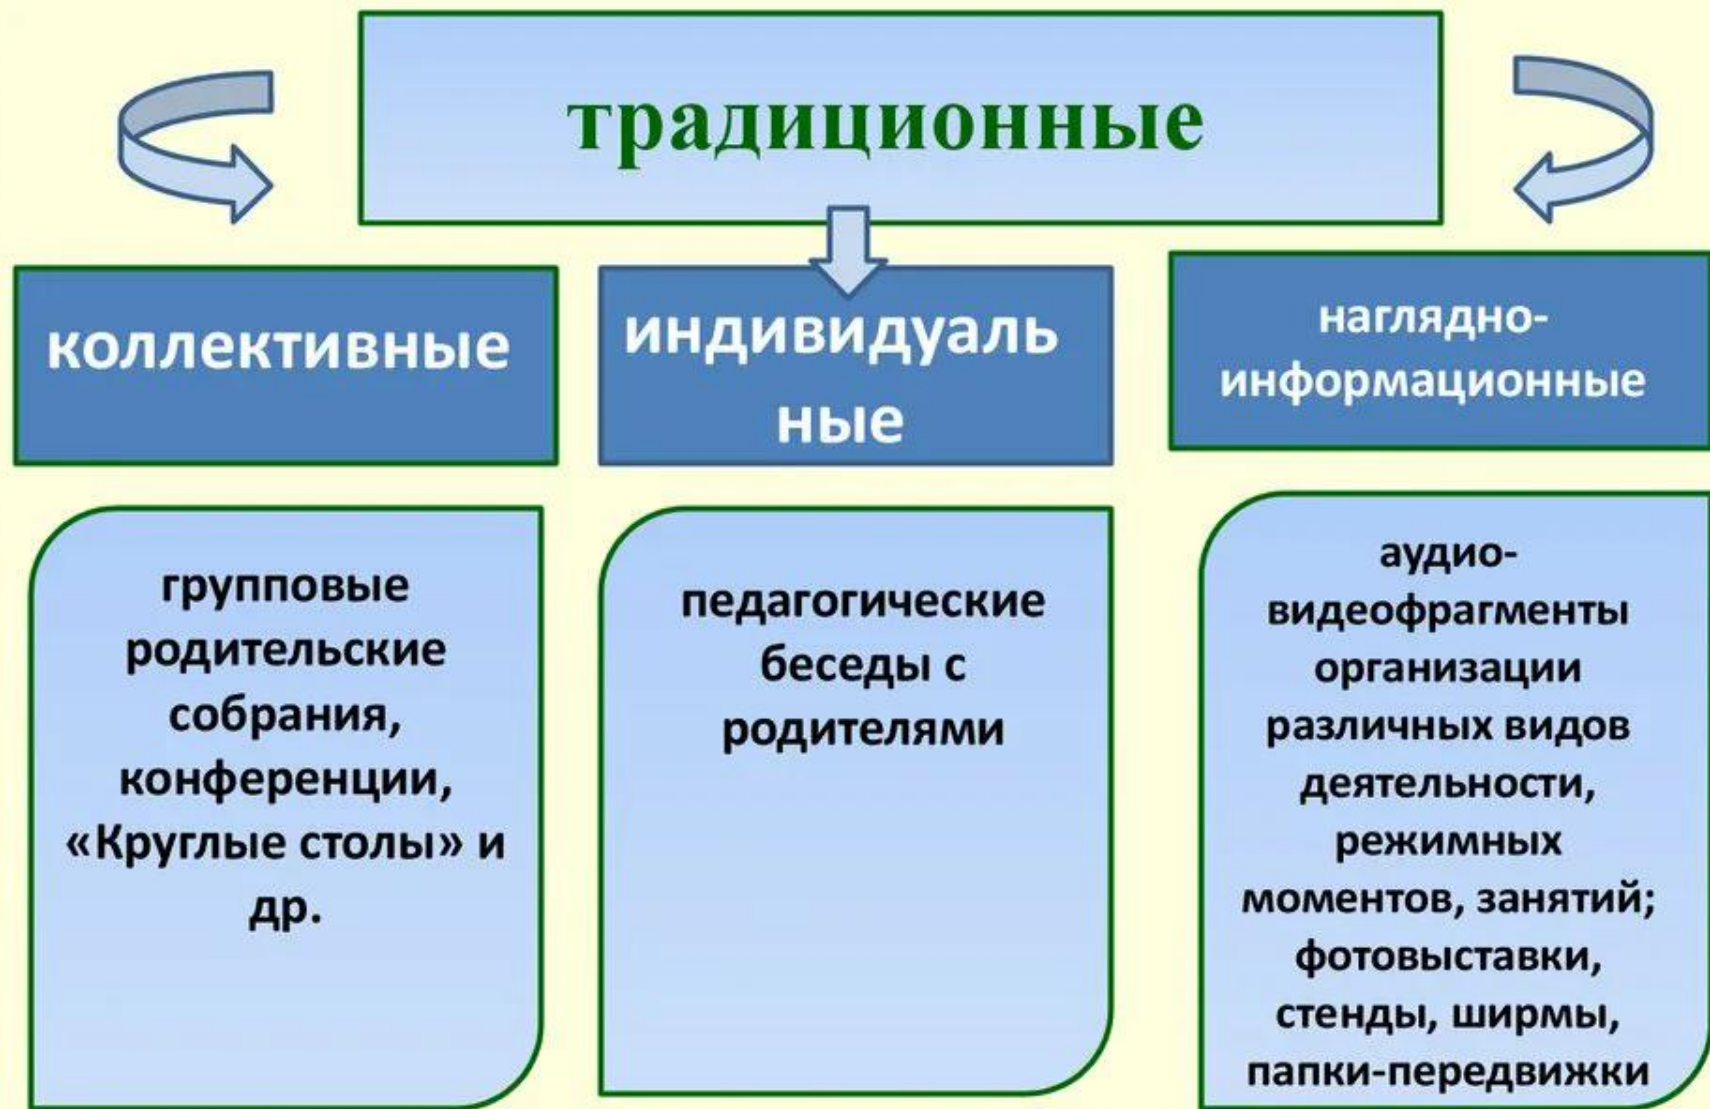 традиционные
коллективные
индивидуаль
ные
наглядно-
информационные
групповые
родительские
собрания,
конференции,
«Круглые столы» и
др.
педагогические
беседы с
родителями
аудио-
видеофрагменты
организации
различных видов
деятельности,
режимных
моментов, занятий;
фотовыставки,
стенды, ширмы,
папки-передвижки